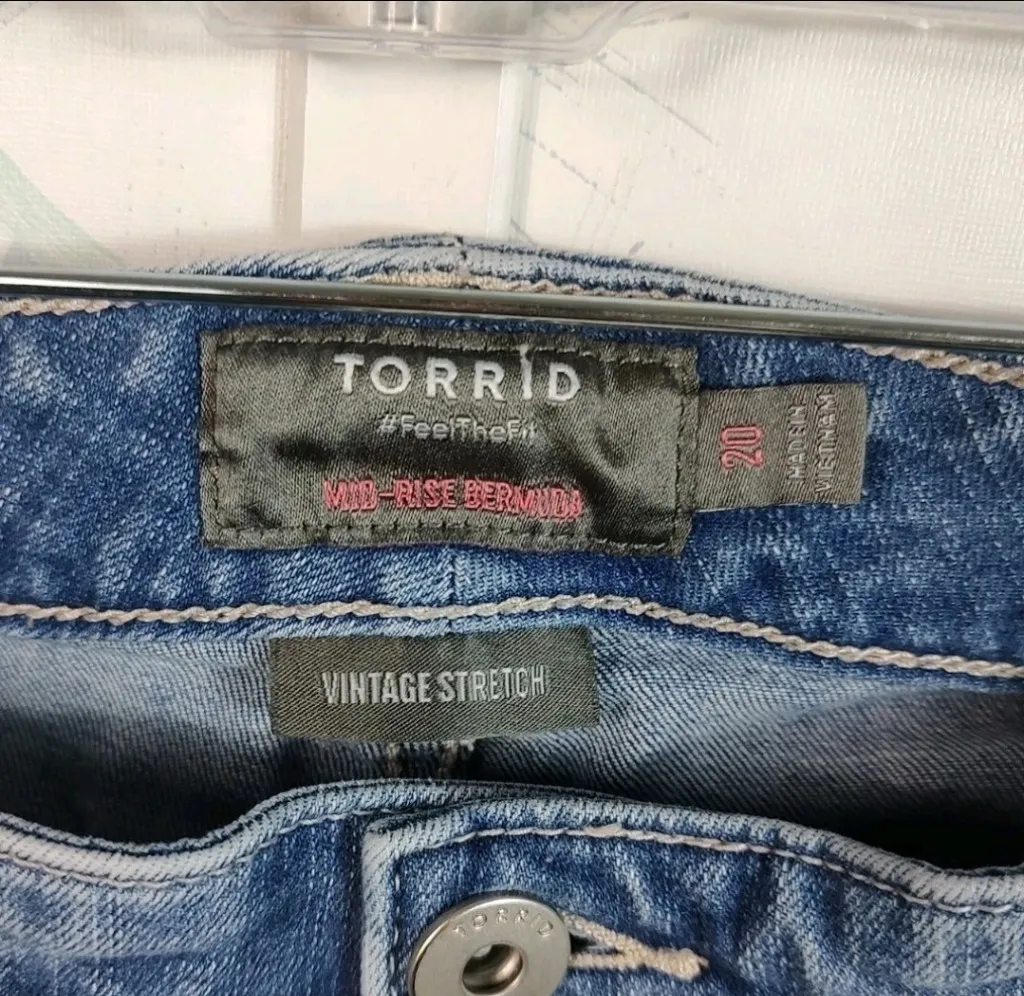 TORRID
#FeelTheFit
MID-RISE BERMUDA
20
MADE IN
VIETNAM
VINTAGE STRETCH
TORRID